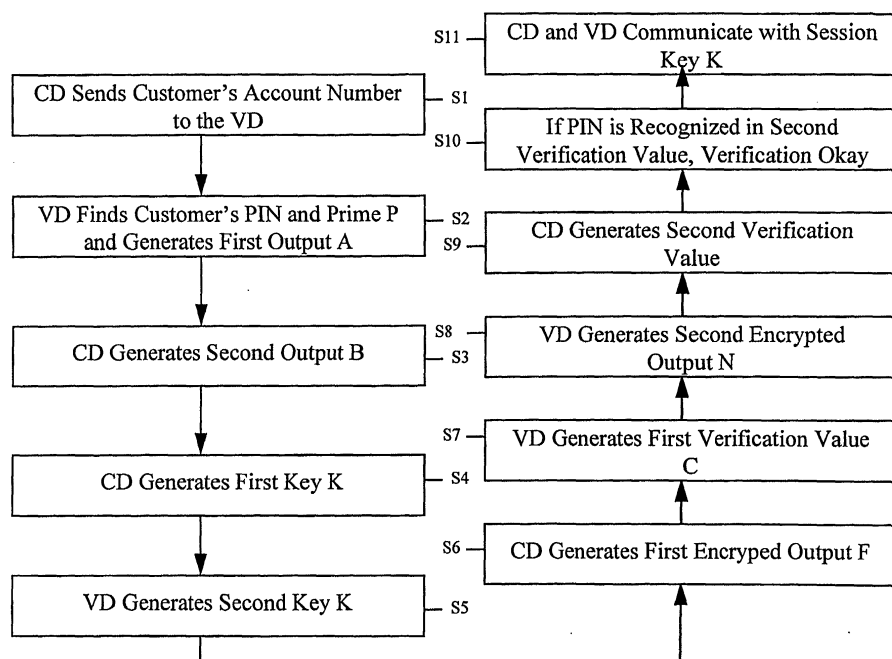 CD Sends Customer's Account Number
to the VD
S1
VD Finds Customer's PIN and Prime P
and Generates First Output A
S2
CD Generates Second Output B
S3
CD Generates First Key K
S4
VD Generates Second Key K
S5
S6
CD Generates First Encryped Output F
S7
VD Generates First Verification Value
C
S8
VD Generates Second Encrypted
Output N
S9
CD Generates Second Verification
Value
S10
If PIN is Recognized in Second
Verification Value, Verification Okay
S11
CD and VD Communicate with Session
Key K